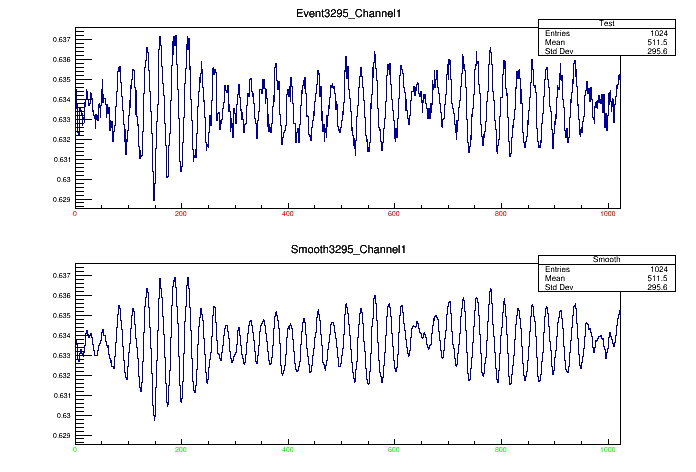 Event3295_Channel1
Test
Entries 1024
Mean 511.5
Std Dev 295.6
0.637
0.636
0.635
0.634
0.633
0.632
0.631
0.63
0.629
0 200 400 600 800 1000
Smooth3295_Channel1
Smooth
Entries 1024
Mean 511.5
Std Dev 295.6
0.637
0.636
0.635
0.634
0.633
0.632
0.631
0.63
0.629
0 200 400 600 800 1000